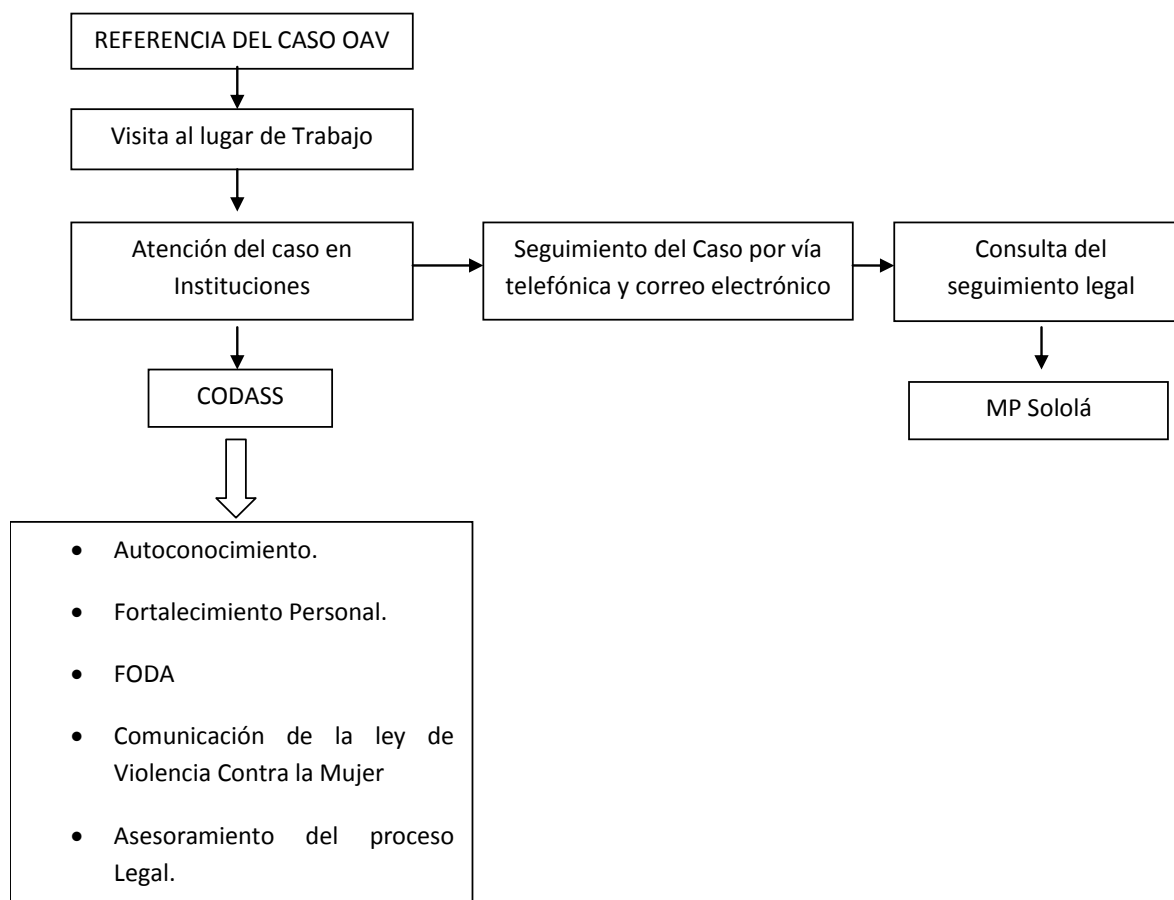 REFERENCIA DEL CASO OAV
Visita al lugar de Trabajo
Atención del caso en
Instituciones
Seguimiento del Caso por vía
telefónica y correo electrónico
Consulta del
seguimiento legal
CODASS
MP Sololá
• Autoconocimiento.
• Fortalecimiento Personal.
• FODA
• Comunicación de la ley de
Violencia Contra la Mujer
• Asesoramiento del proceso
Legal.